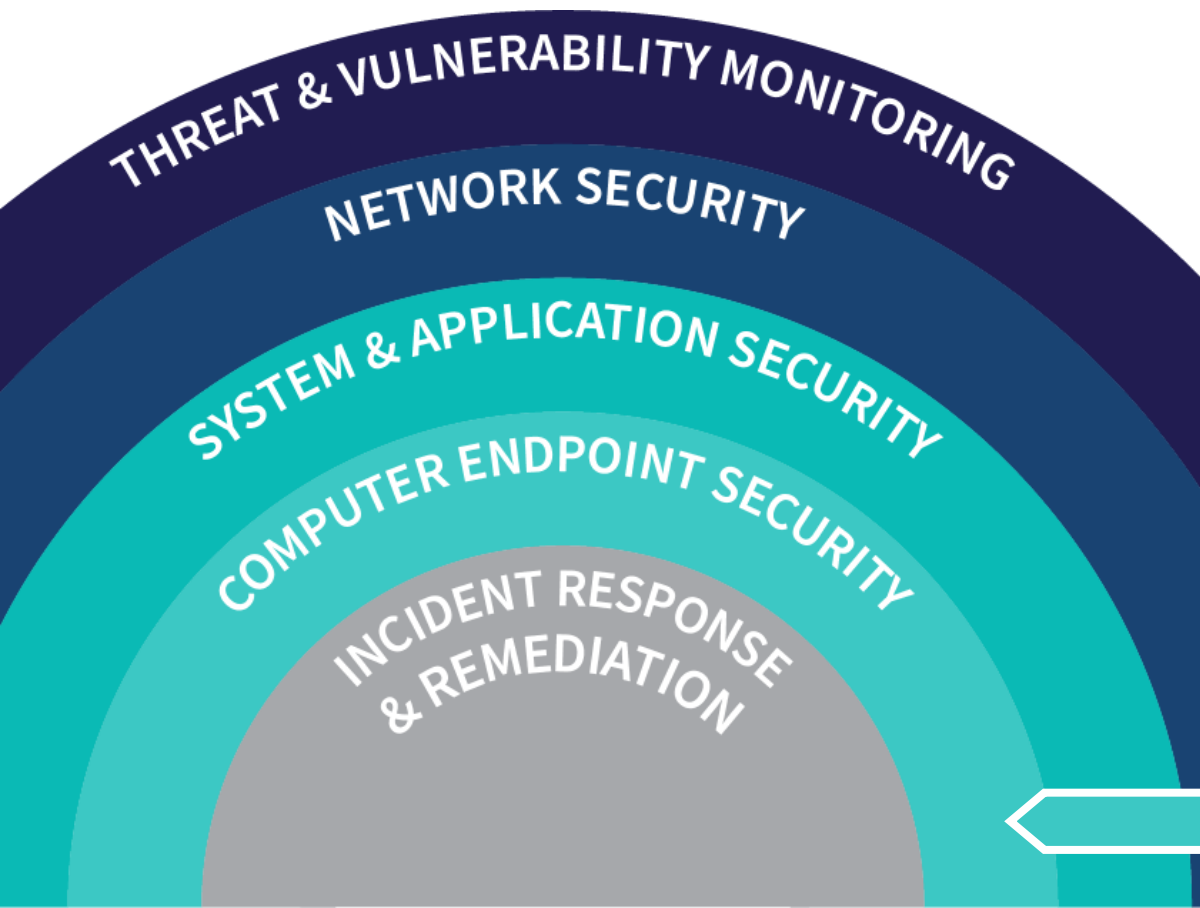 THREAT & VULNERABILITY MONITORING
NETWORK SECURITY
SYSTEM & APPLICATION SECURITY
COMPUTER ENDPOINT SECURITY
INCIDENT RESPONSE
& REMEDIATION